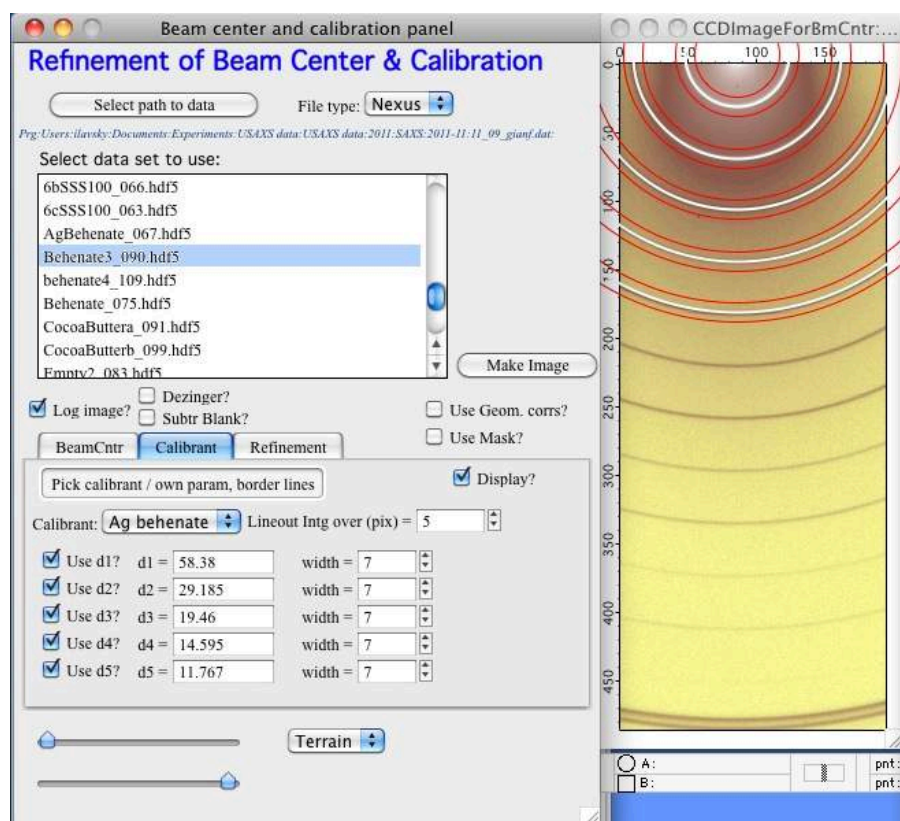 Beam center and calibration panel
CCDImageForBmCntr:...
Refinement of Beam Center & Calibration
Select path to data
File type: Nexus
Prg:Users:ilavsky:Documents:Experiments:USAXS data:USAXS data:2011:SAXS:2011-11:11_09_gianf.dat:
Select data set to use:
6bSSS100_066.hdf5
6cSSS100_063.hdf5
AgBehenate_067.hdf5
Behenate3_090.hdf5
behenate4_109.hdf5
Behenate_075.hdf5
CocoaButtera_091.hdf5
CocoaButterb_099.hdf5
Empty2_083.hdf5
Make Image
Log image?
Dezinger?
Subtr Blank?
Use Geom. corrs?
Use Mask?
BeamCntr Calibrant Refinement
Pick calibrant / own param, border lines
Display?
Calibrant: Ag behenate Lineout Intg over (pix) = 5
Use d1? d1 = 58.38 width = 7
Use d2? d2 = 29.185 width = 7
Use d3? d3 = 19.46 width = 7
Use d4? d4 = 14.595 width = 7
Use d5? d5 = 11.767 width = 7
Terrain
0 50 100 150
0
50
100
150
200
250
300
350
400
450
A: pnt:
B: pnt: